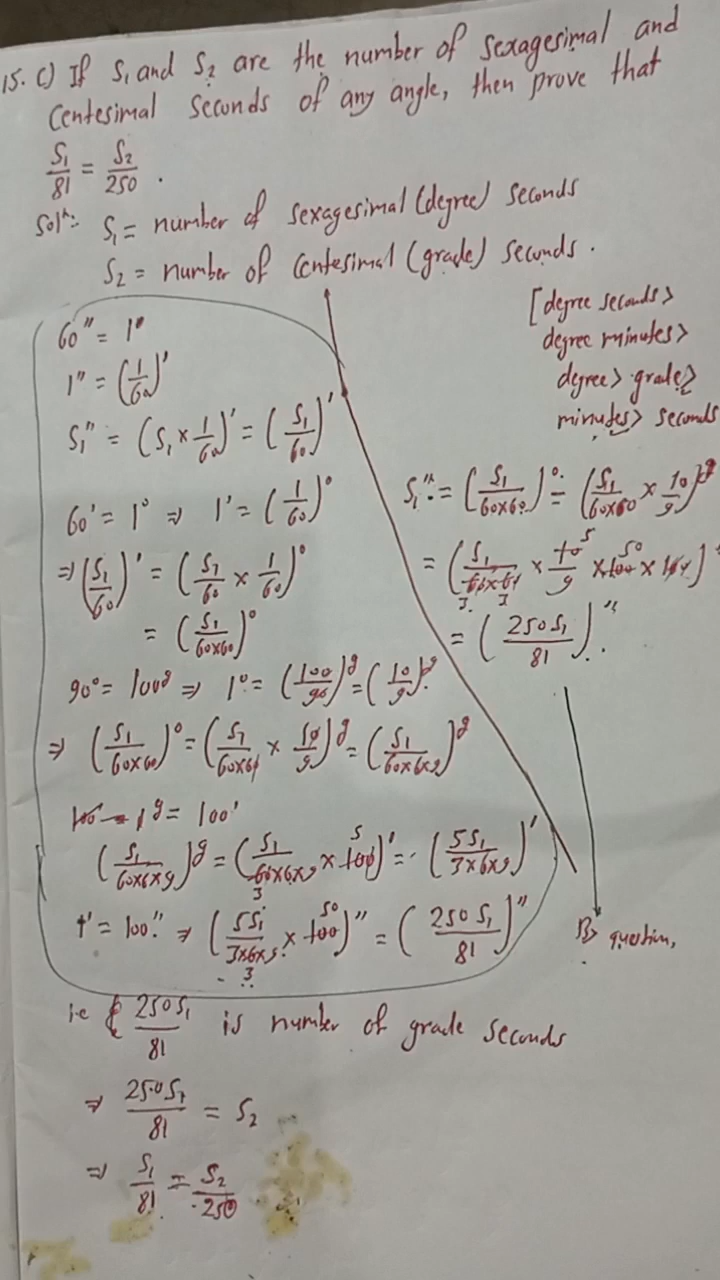 15. c) If S₁ and S₂ are the number of sexagesimal and
Centesimal seconds of any angle, then prove that
S₁/81 = S₂/250 .
Solⁿ: S₁ = number of sexagesimal (degree) seconds
S₂ = number of centesimal (grade) seconds.
[degree seconds>
degree minutes>
degree> grade>
minutes> seconds
60" = 1'
1" = (1/60)'
S₁" = (S₁ × 1/60)' = (S₁/60)'
60' = 1° ⇒ 1' = (1/60)°
⇒ (S₁/60)' = (S₁/60 × 1/60)°
= (S₁/60×60)°
90° = 100g ⇒ 1° = (100/90)g = (10/9)g.
⇒ (S₁/60×60)° = (S₁/60×60 × 10/9)g = (S₁/60×6×9)g
1g = 100'
(S₁/60×6×9)g = (S₁/60×6×9 × 100)' = (5S₁/3×6×9)'
1' = 100" ⇒ (5S₁/3×6×9 × 100)" = (250 S₁/81)"
S₁" = (S₁/60×60)° = (S₁/60×60 × 10/9)g
= (S₁/60×60 × 10/9 × 100 × 100)"
= (250S₁/81)".
question,
i.e 250S₁/81 is number of grade seconds
⇒ 250S₁/81 = S₂
⇒ S₁/81 = S₂/250